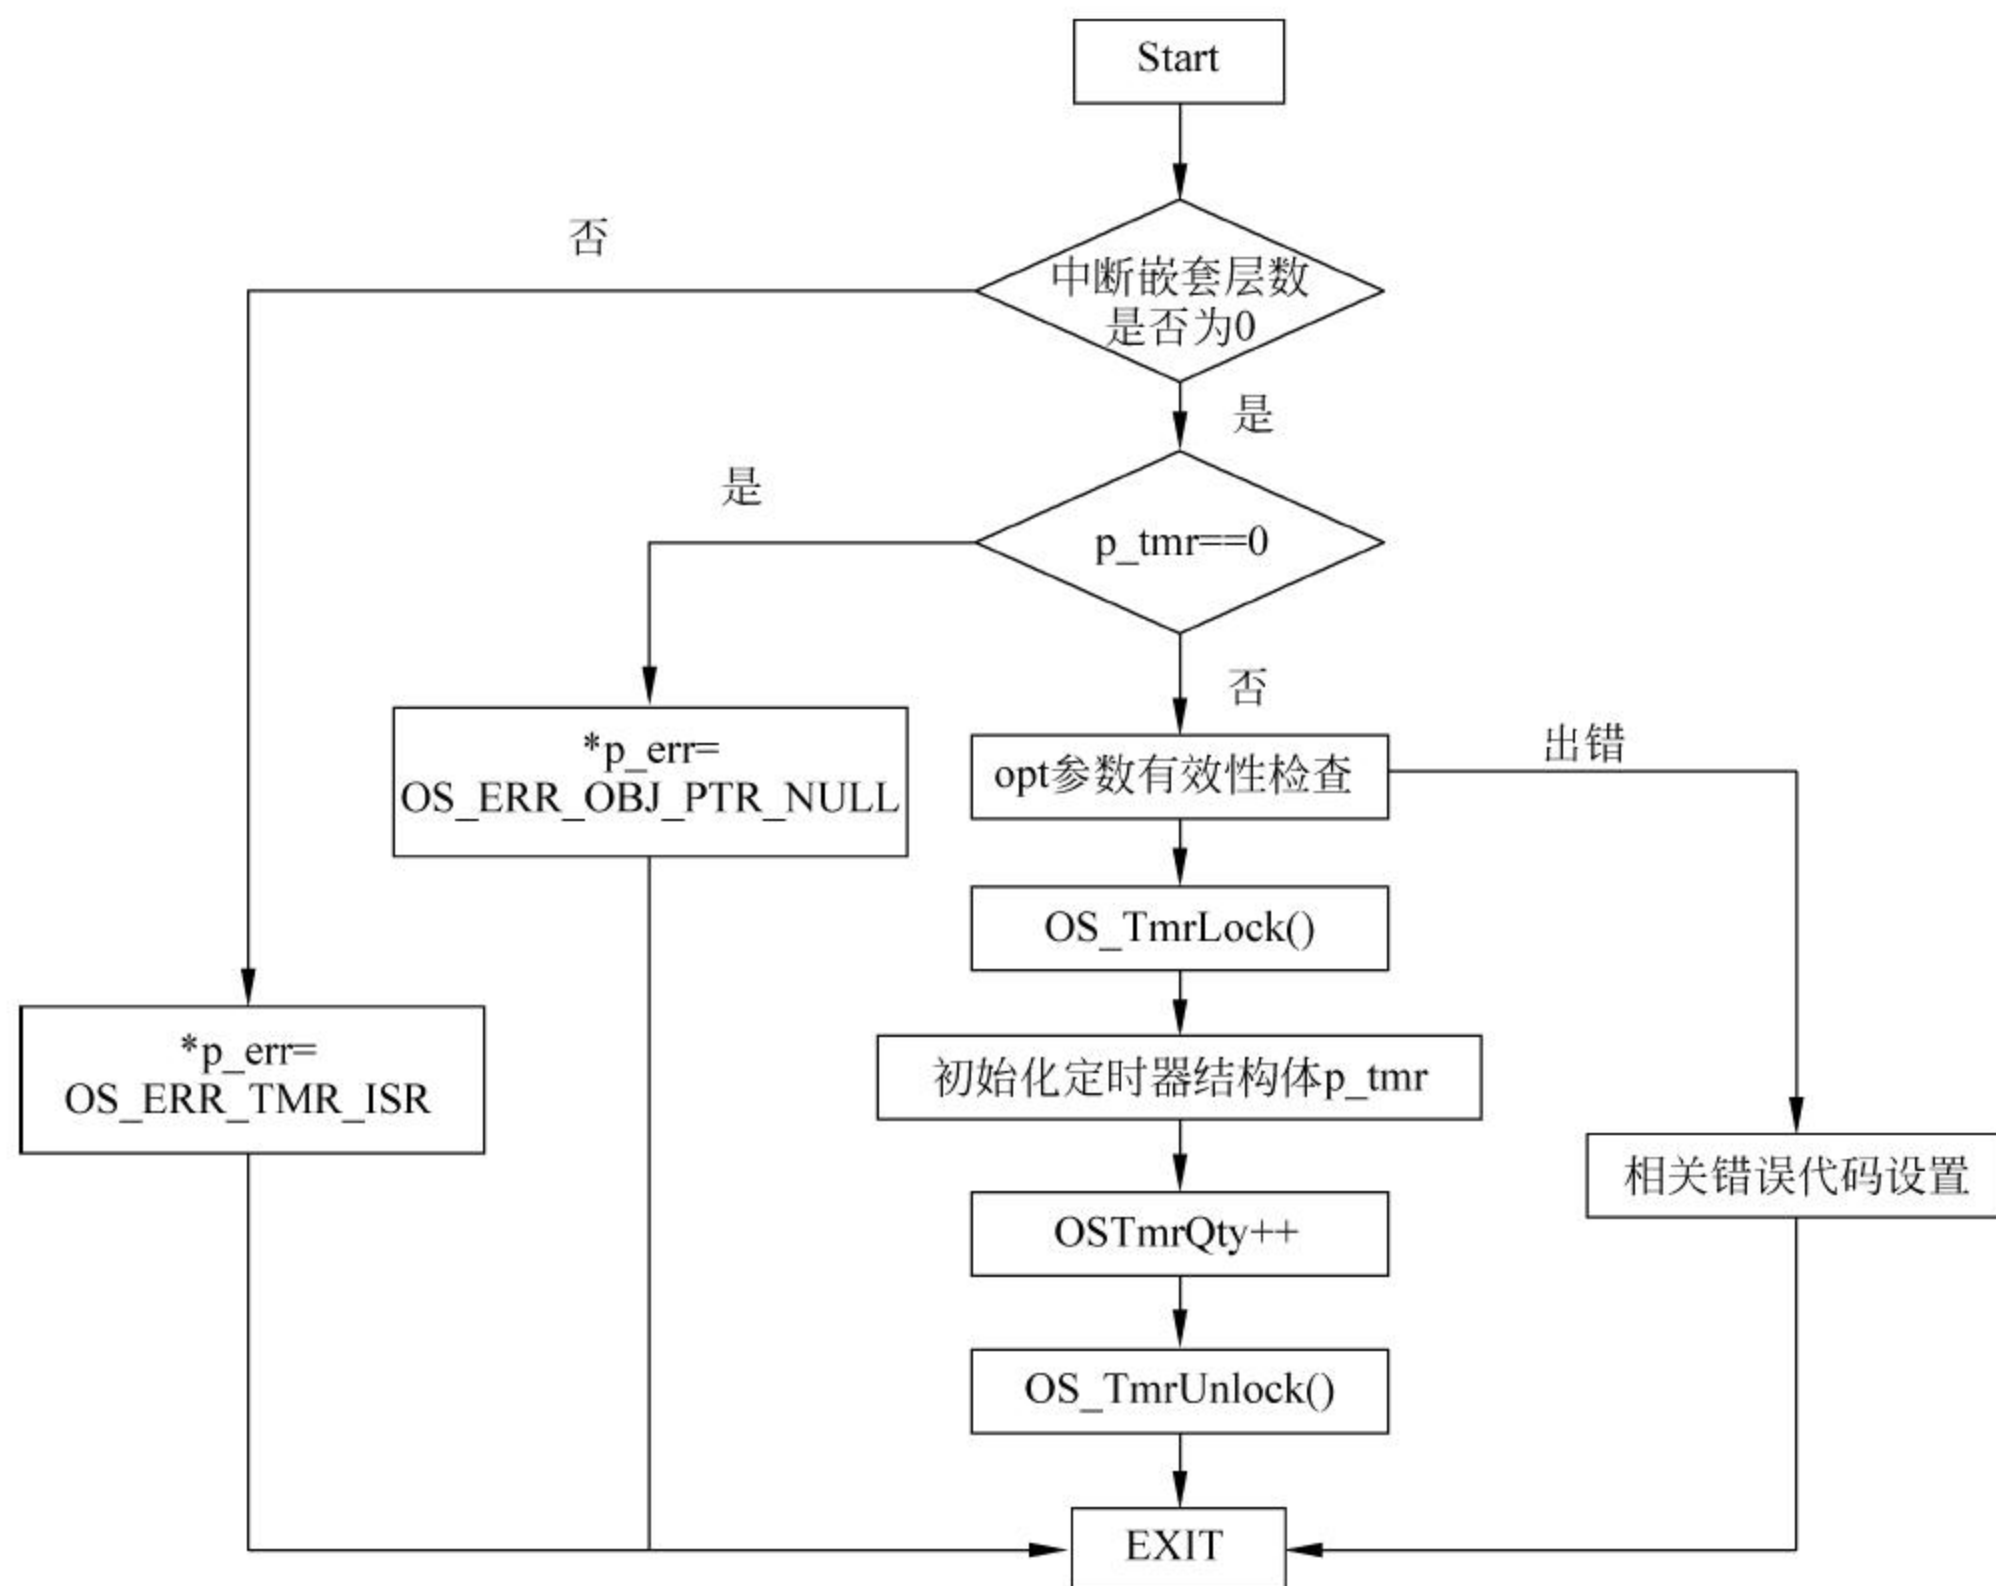 Start
否
中断嵌套层数
是否为0
是
是
p_tmr==0
否
*p_err=
OS_ERR_OBJ_PTR_NULL
opt参数有效性检查
出错
OS_TmrLock()
*p_err=
OS_ERR_TMR_ISR
初始化定时器结构体p_tmr
相关错误代码设置
OSTmrQty++
OS_TmrUnlock()
EXIT